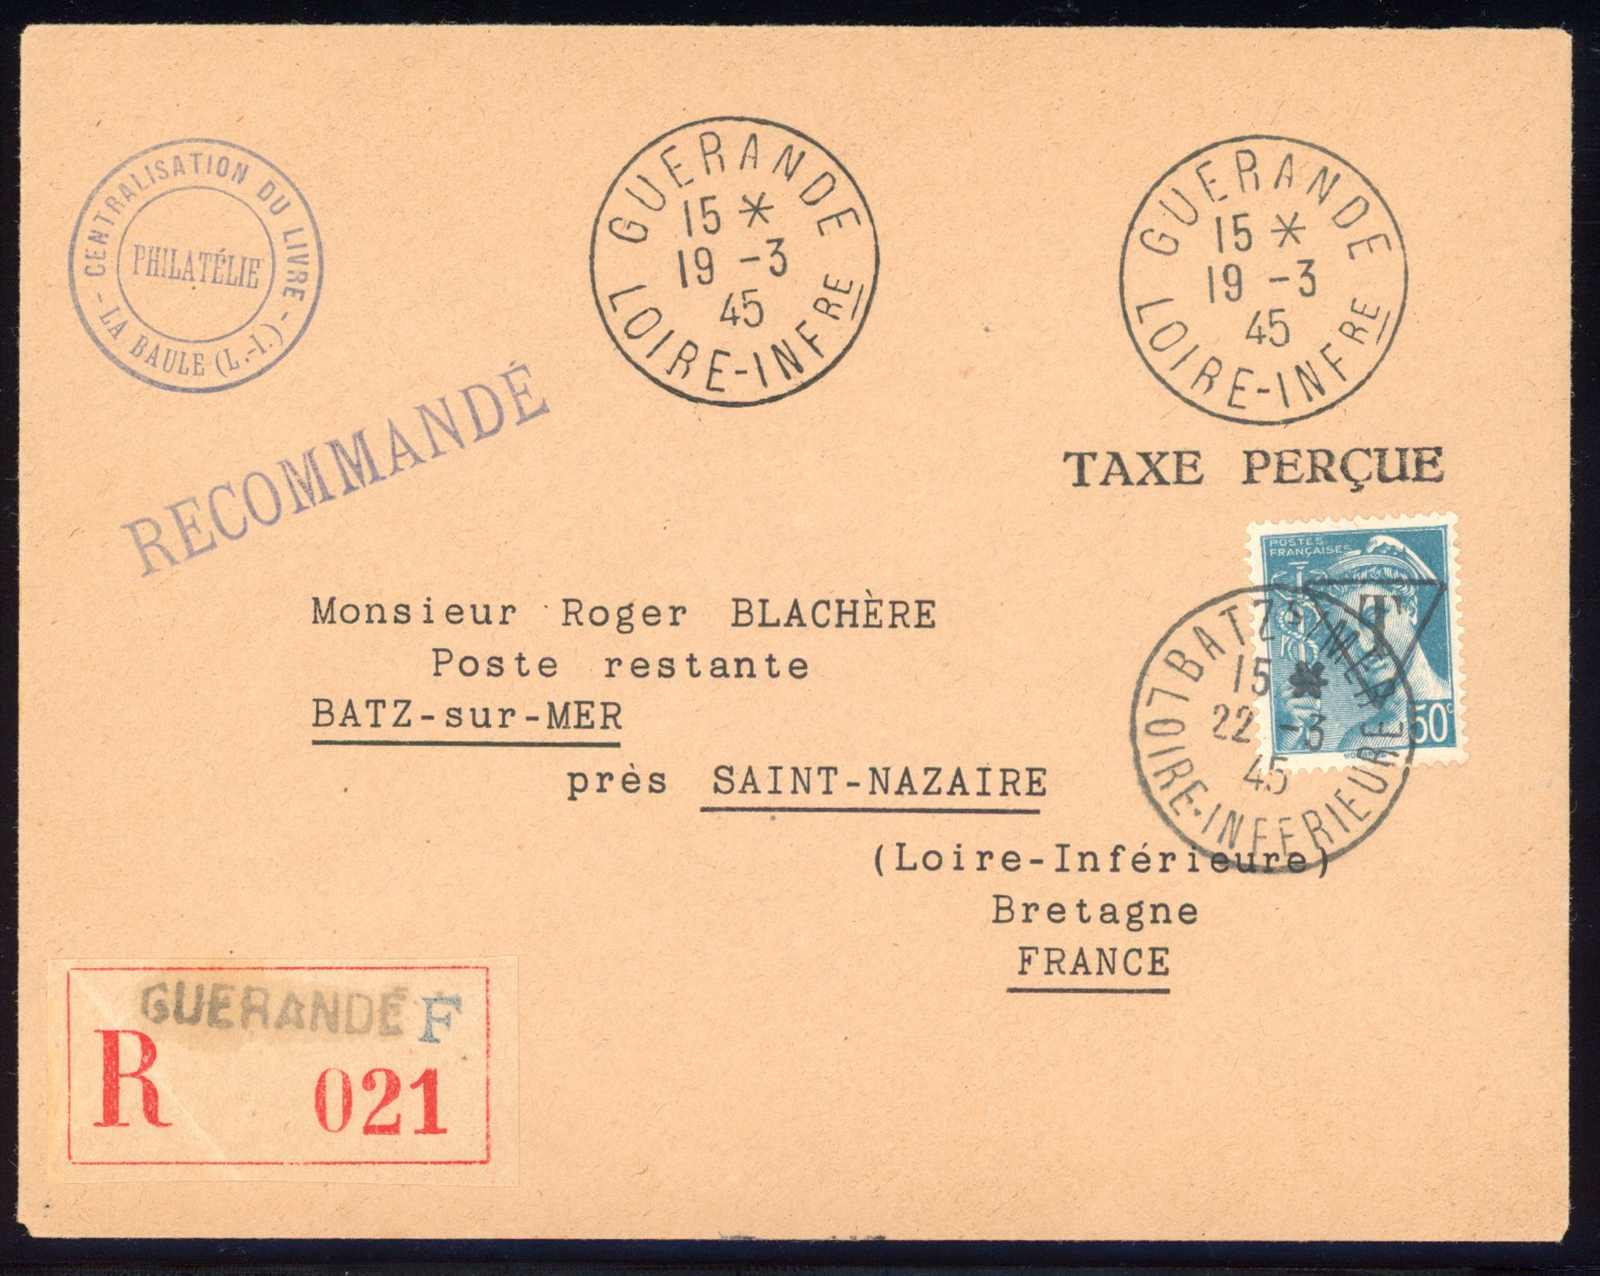 CENTRALISATION DU LIVRE
PHILATÉLIE
- LA BAULE (L.-I.) -
GUERANDE
15 *
19 -3
45
LOIRE-INFRE
GUERANDE
15 *
19 -3
45
LOIRE-INFRE
RECOMMANDÉ
TAXE PERÇUE
POSTES
FRANÇAISES
50c
T
BATZ-S-MER
15 *
22 -3
45
LOIRE-INFERIEURE
Monsieur Roger BLACHÈRE
Poste restante
BATZ-sur-MER
près SAINT-NAZAIRE
(Loire-Inférieure)
Bretagne
FRANCE
GUERANDE F
R 021